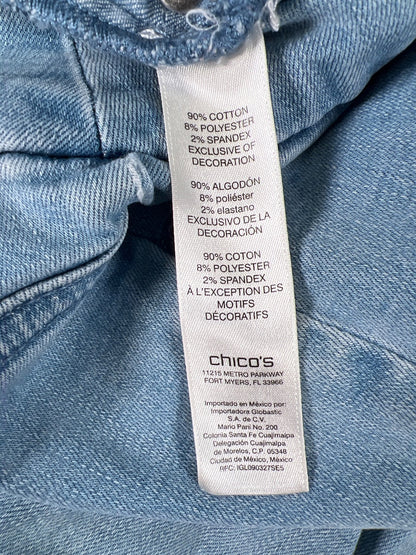 90% COTTON
8% POLYESTER
2% SPANDEX
EXCLUSIVE OF
DECORATION
90% ALGODÓN
8% poliéster
2% elastano
EXCLUSIVO DE LA
DECORACIÓN
90% COTON
8% POLYESTER
2% SPANDEX
À L'EXCEPTION DES
MOTIFS
DÉCORATIFS
chico's
11215 METRO PARKWAY
FORT MYERS, FL 33966
Importado en México por:
Importadora Globastic
S.A. de C.V.
Mario Pani No. 200
Colonia Santa Fe Cuajimalpa
Delegación Cuajimalpa
de Morelos, C.P. 05348
Ciudad de México, México
RFC: IGL090327SE5